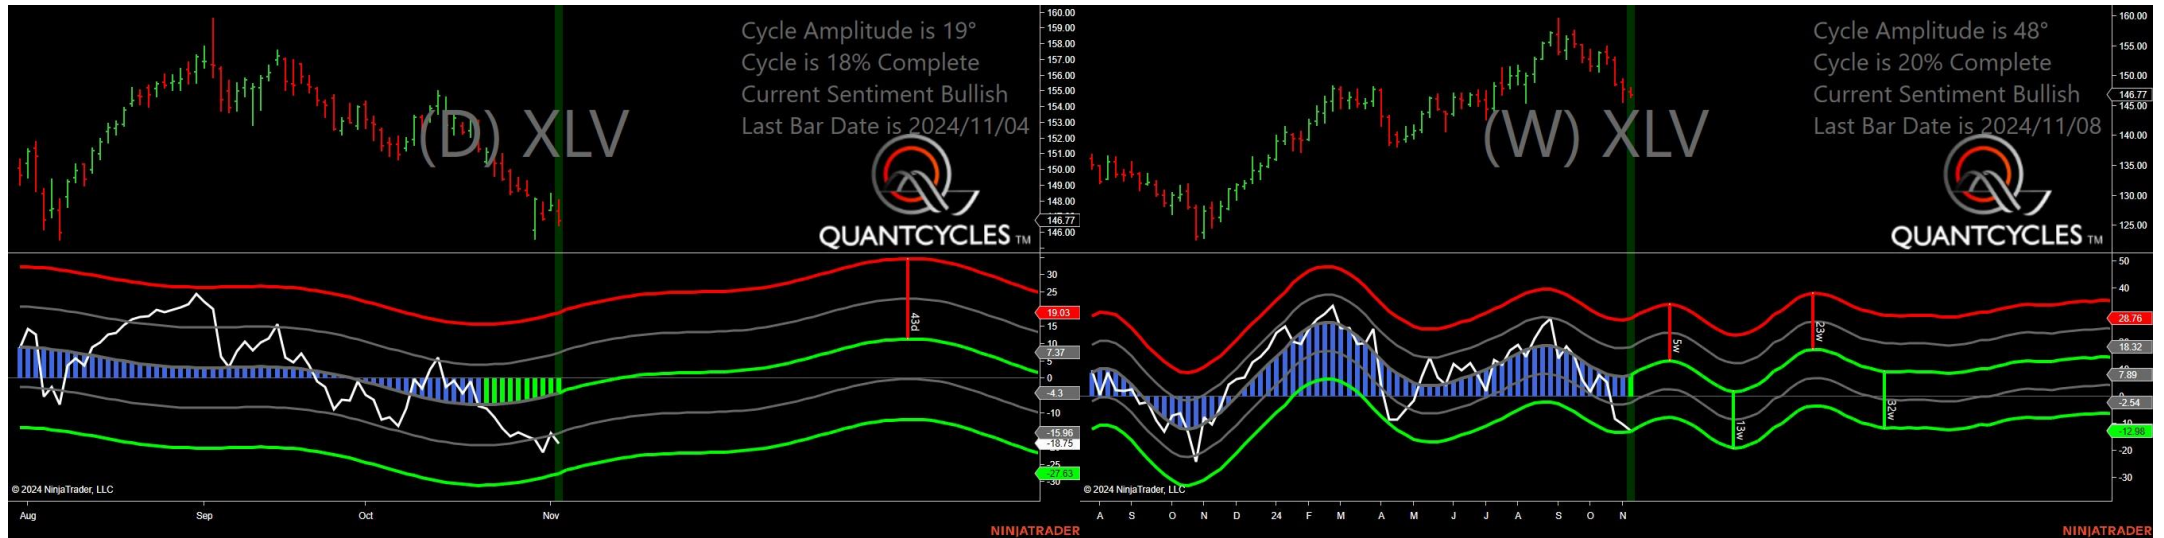 Cycle Amplitude is 19°
Cycle is 18% Complete
Current Sentiment Bullish
Last Bar Date is 2024/11/04
(D) XLV
QUANTCYCLES TM
160.00
159.00
158.00
157.00
156.00
155.00
154.00
153.00
152.00
151.00
150.00
149.00
148.00
146.77
146.00
43d
30
25
19.03
15
10
7.37
5
0
-4.3
-10
-15.96
-18.75
-25
-27.63
-30
© 2024 NinjaTrader, LLC
Aug Sep Oct Nov
NINJATRADER
Cycle Amplitude is 48°
Cycle is 20% Complete
Current Sentiment Bullish
Last Bar Date is 2024/11/08
(W) XLV
QUANTCYCLES TM
160.00
155.00
150.00
146.77
145.00
140.00
135.00
130.00
125.00
5w
23w
13w
32w
50
40
28.76
18.32
7.89
-2.54
-12.98
-20
-30
© 2024 NinjaTrader, LLC
A S O N D 24 F M A M J J A S O N
NINJATRADER